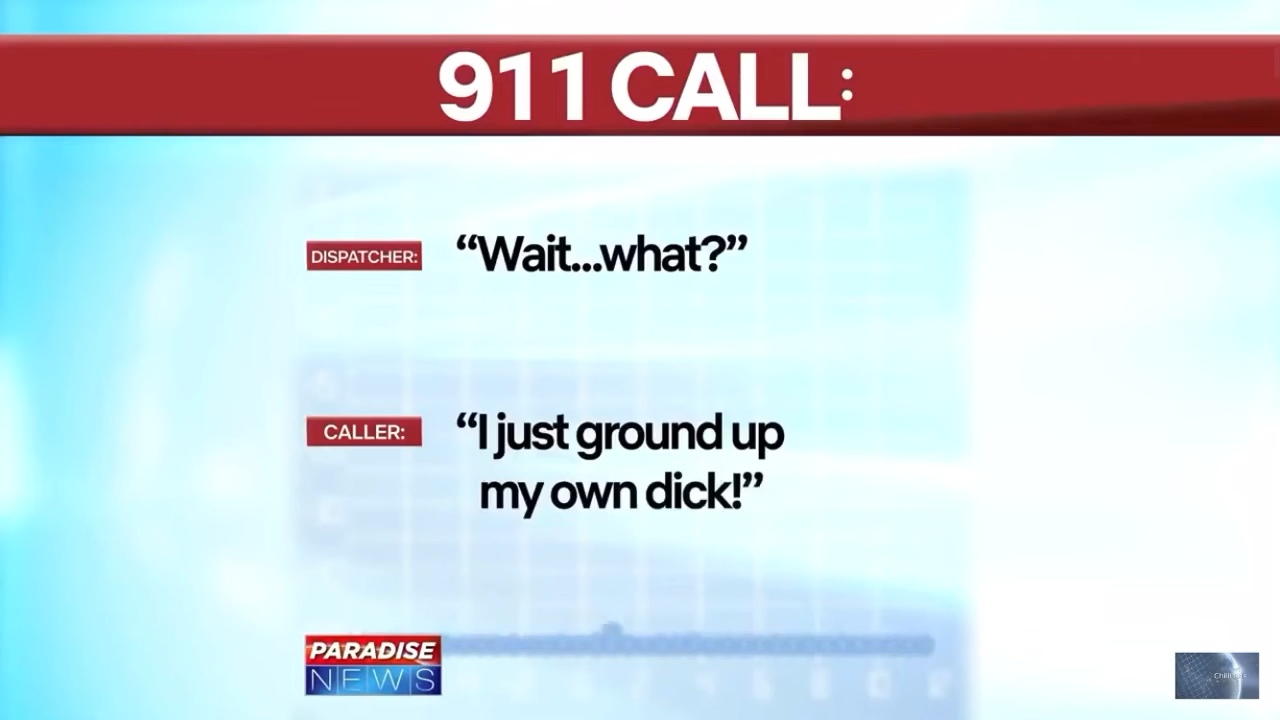 911 CALL:
DISPATCHER: “Wait...what?”
CALLER: “I just ground up
my own dick!”
PARADISE
NEWS